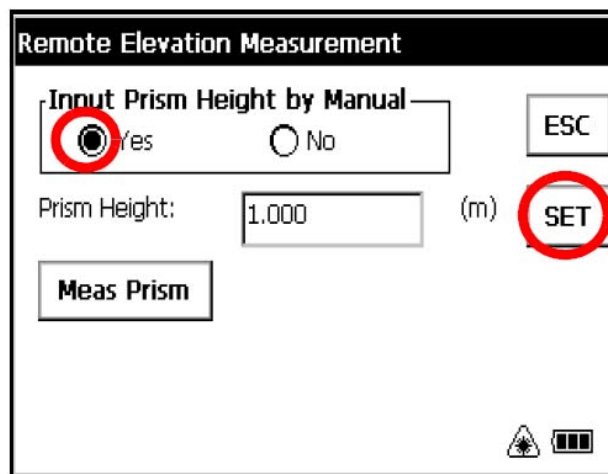 Remote Elevation Measurement
Input Prism Height by Manual
Yes No
ESC
Prism Height: 1.000 (m)
SET
Meas Prism